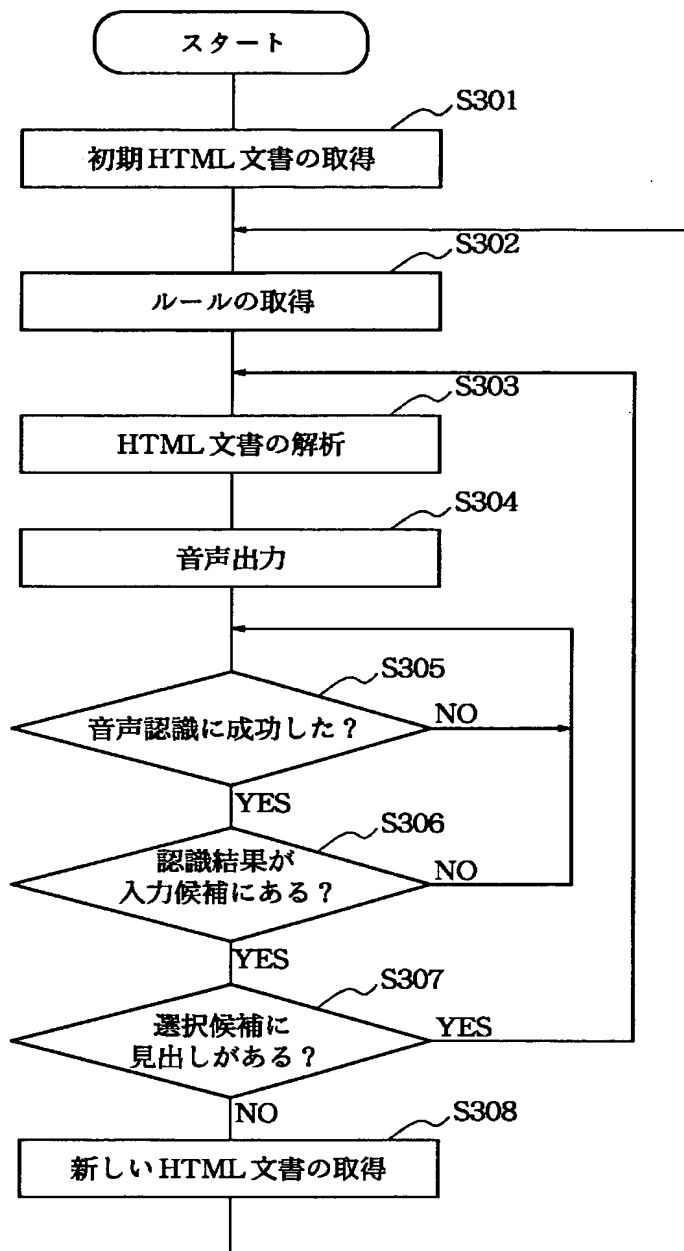 スタート
S301
初期HTML文書の取得
S302
ルールの取得
S303
HTML文書の解析
S304
音声出力
S305
音声認識に成功した？
NO
YES
S306
認識結果が
入力候補にある？
NO
YES
S307
選択候補に
見出しがある？
YES
NO
S308
新しいHTML文書の取得